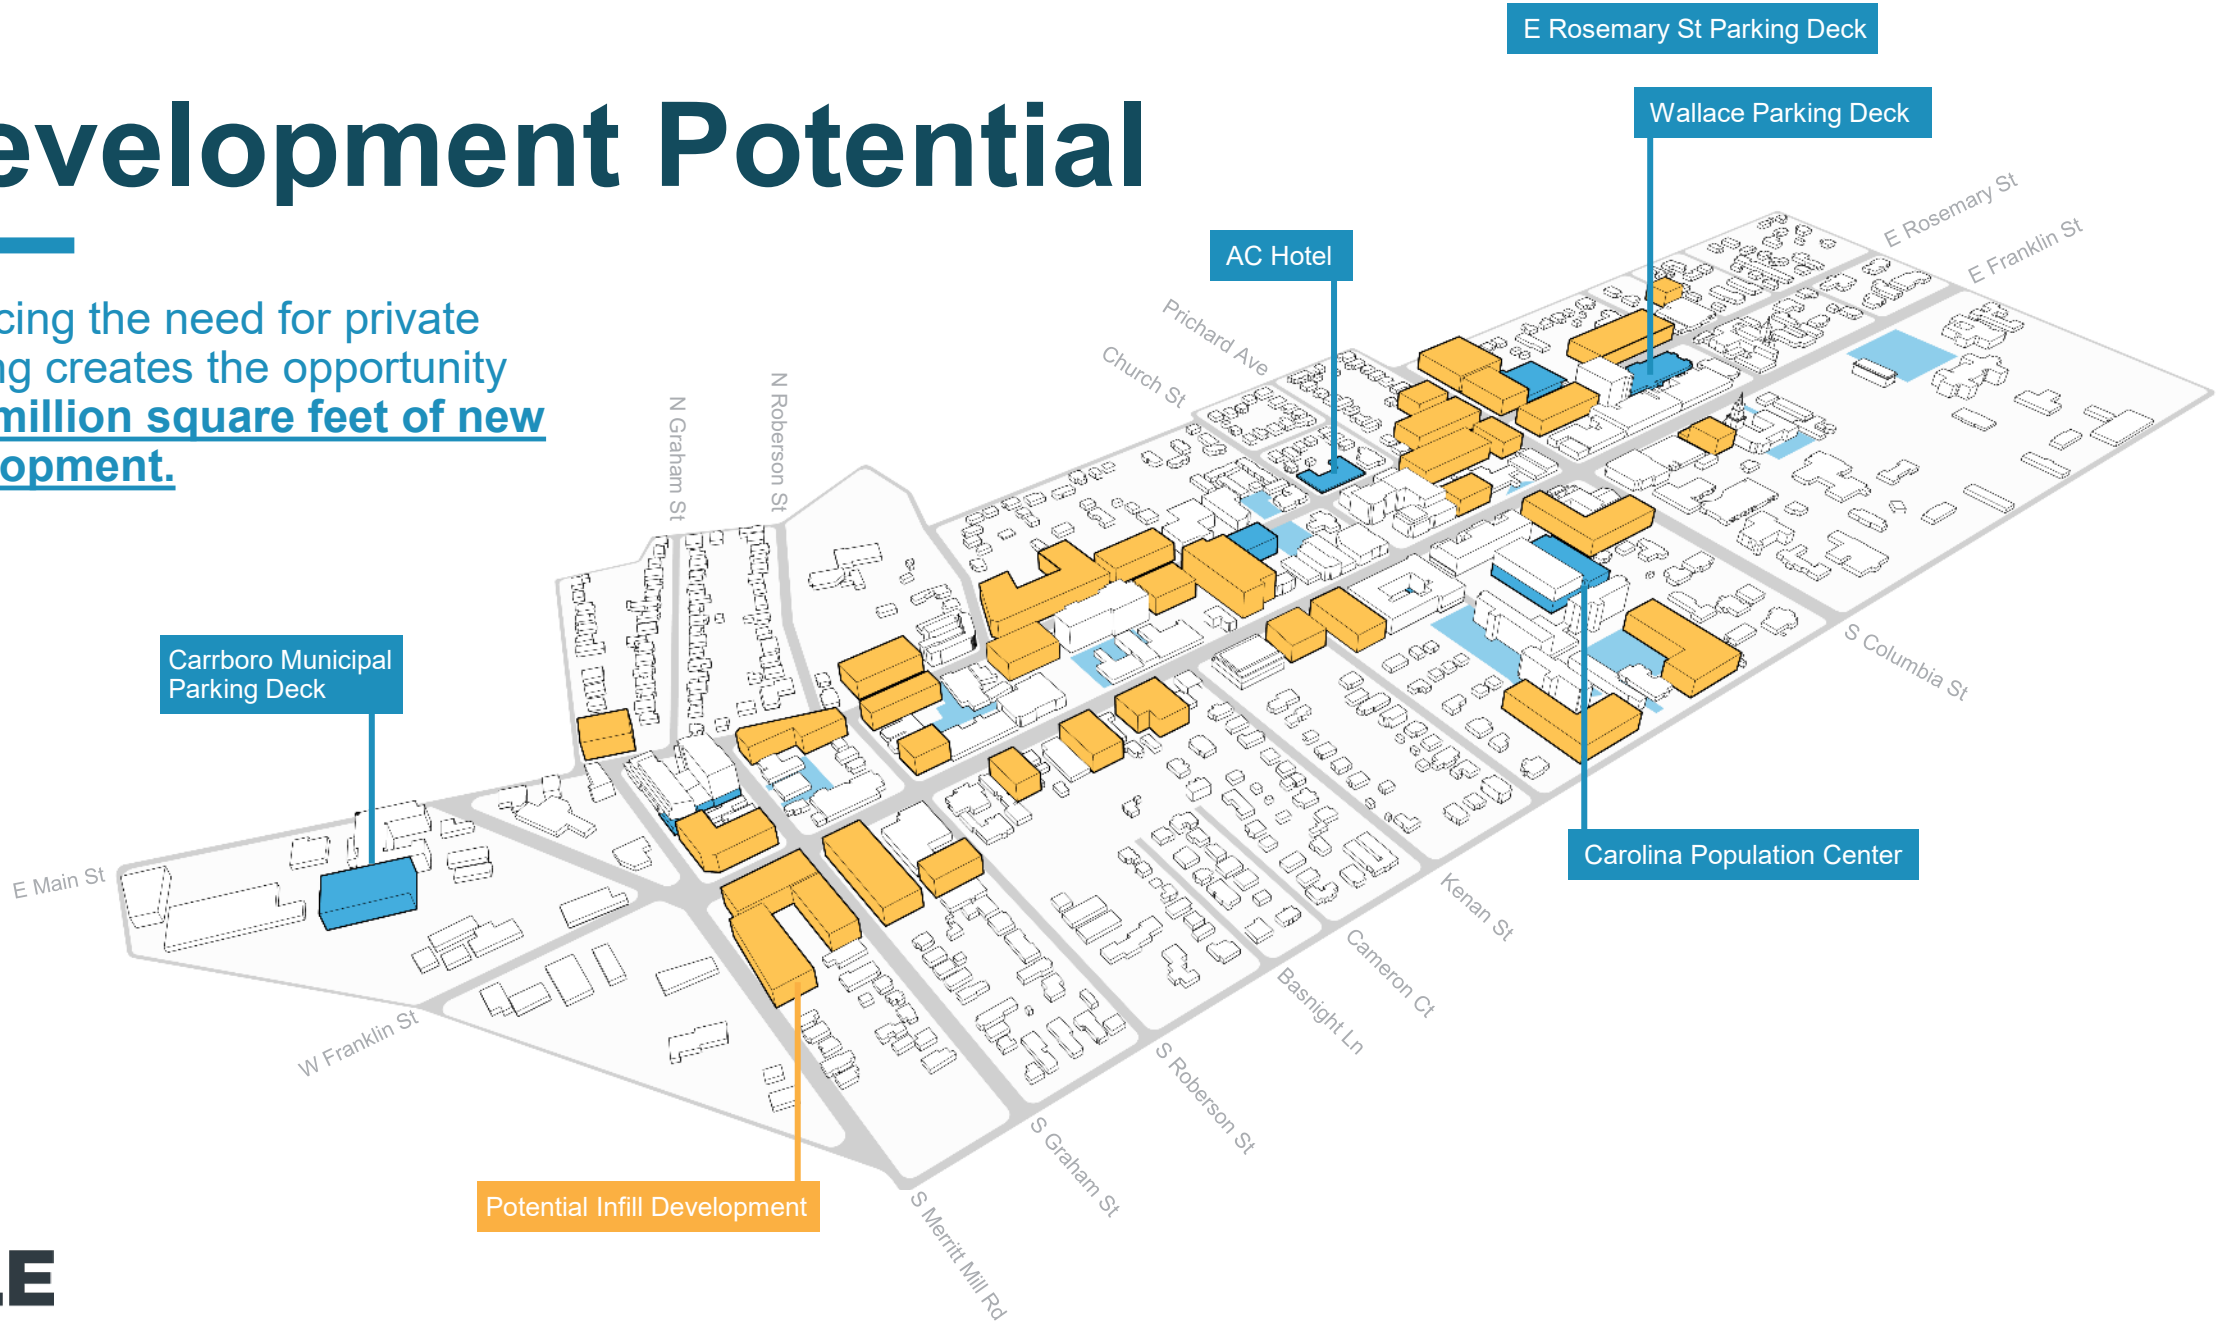 E Rosemary St Parking Deck
Wallace Parking Deck
evelopment Potential
AC Hotel
cing the need for private
ng creates the opportunity
million square feet of new
opment.
E Rosemary St
E Franklin St
Prichard Ave
Church St
N Graham St
N Roberson St
Carrboro Municipal
Parking Deck
S Columbia St
Carolina Population Center
E Main St
Kenan St
Cameron Ct
Basnight Ln
W Franklin St
S Roberson St
S Graham St
Potential Infill Development
S Merritt Mill Rd
LE